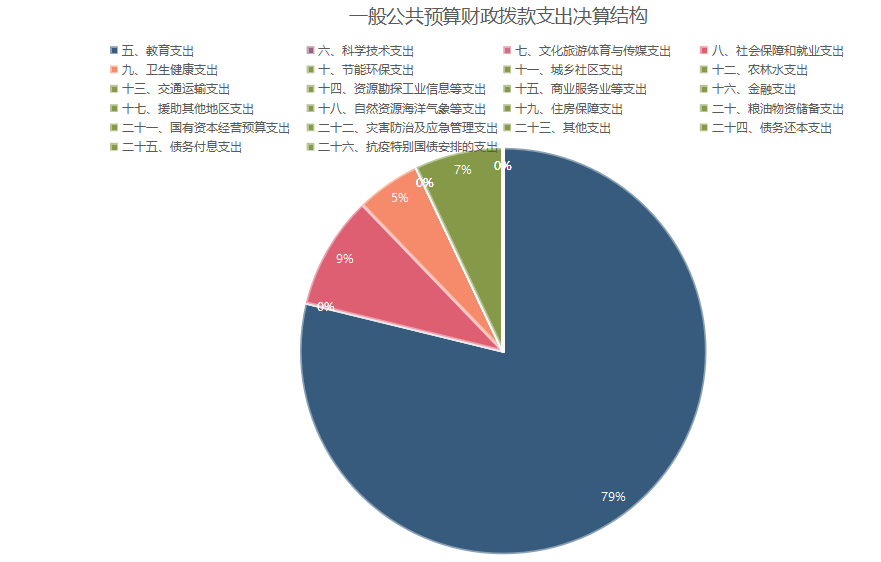 一般公共预算财政拨款支出决算结构
五、教育支出 六、科学技术支出 七、文化旅游体育与传媒支出 八、社会保障和就业支出
九、卫生健康支出 十、节能环保支出 十一、城乡社区支出 十二、农林水支出
十三、交通运输支出 十四、资源勘探工业信息等支出 十五、商业服务业等支出 十六、金融支出
十七、援助其他地区支出 十八、自然资源海洋气象等支出 十九、住房保障支出 二十、粮油物资储备支出
二十一、国有资本经营预算支出 二十二、灾害防治及应急管理支出 二十三、其他支出 二十四、债务还本支出
二十五、债务付息支出 二十六、抗疫特别国债安排的支出
0%
7%
0%
5%
9%
0%
79%